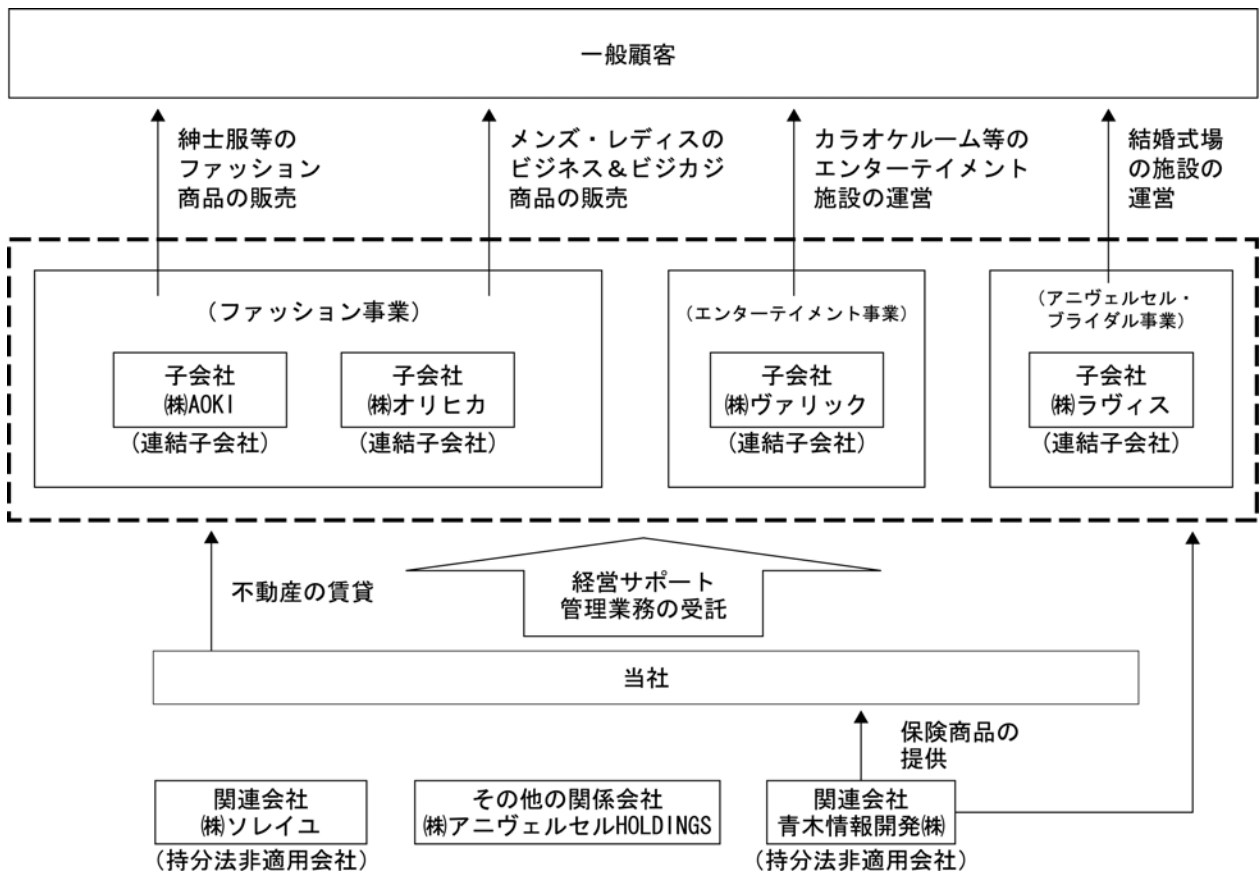 一般顧客
紳士服等の
ファッション
商品の販売
メンズ・レディスの
ビジネス＆ビジカジ
商品の販売
カラオケルーム等の
エンターテイメント
施設の運営
結婚式場
の施設の
運営
（ファッション事業）
子会社
㈱AOKI
（連結子会社）
子会社
㈱オリヒカ
（連結子会社）
（エンターテイメント事業）
子会社
㈱ヴァリック
（連結子会社）
（アニヴェルセル・
ブライダル事業）
子会社
㈱ラヴィス
（連結子会社）
不動産の賃貸
経営サポート
管理業務の受託
当社
保険商品の
提供
関連会社
㈱ソレイユ
（持分法非適用会社）
その他の関係会社
㈱アニヴェルセルHOLDINGS
関連会社
青木情報開発㈱
（持分法非適用会社）